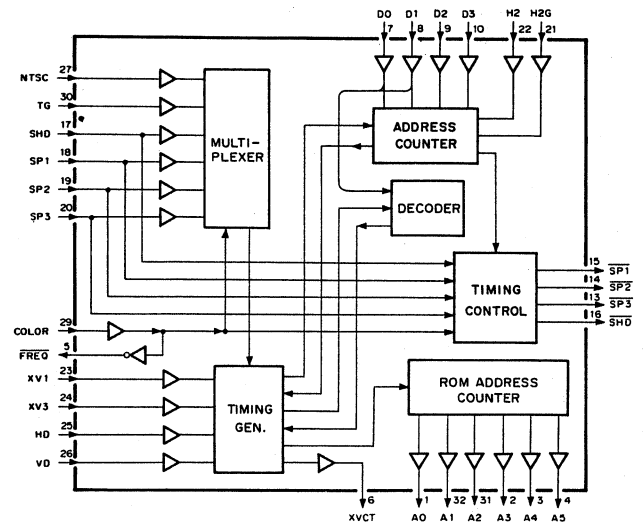 D0 D1 D2 D3 H2 H2G
7 8 9 10 22 21
NTSC 27
TG 30
SHD 17
SP1 18
SP2 19
SP3 20
MULTI-
PLEXER
ADDRESS
COUNTER
DECODER
TIMING
CONTROL
15 SP1
14 SP2
13 SP3
16 SHD
COLOR 29
FREQ 5
XV1 23
XV3 24
HD 25
VD 26
TIMING
GEN.
ROM ADDRESS
COUNTER
6 1 32 31 2 3 4
XVCT A0 A1 A2 A3 A4 A5